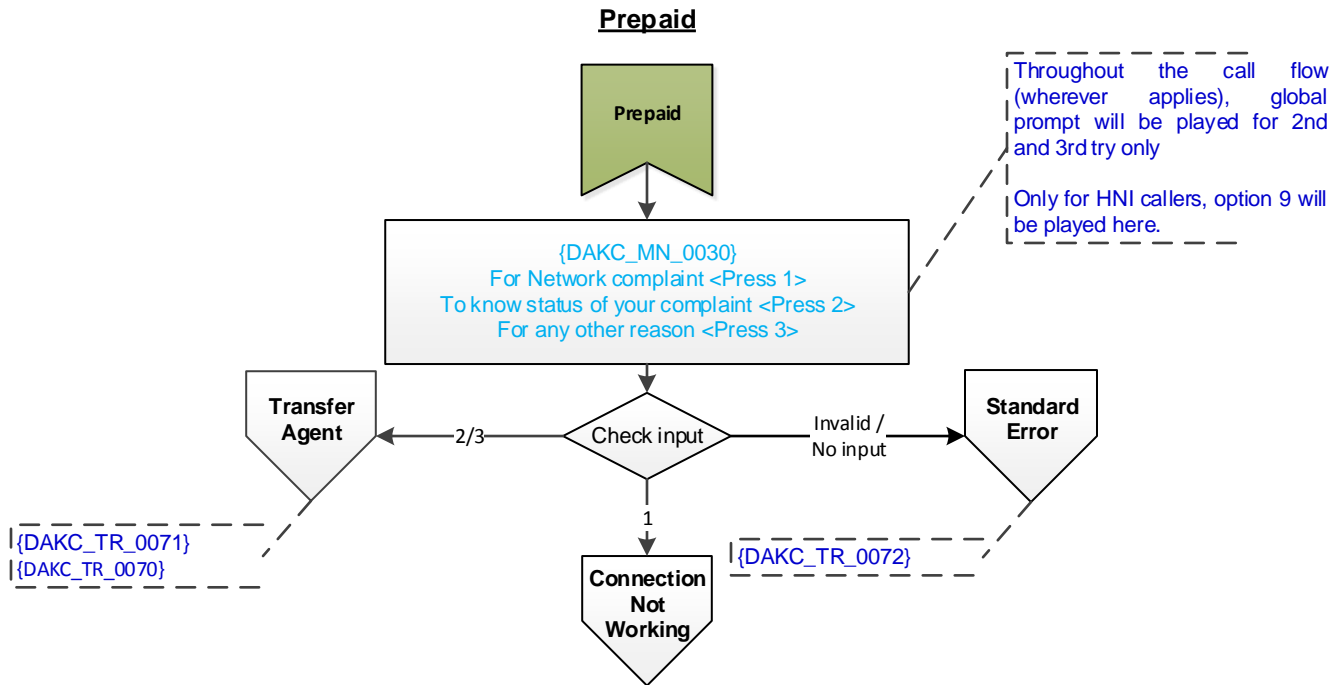 Prepaid
Prepaid
Throughout the call flow
(wherever applies), global
prompt will be played for 2nd
and 3rd try only
Only for HNI callers, option 9 will
be played here.
{DAKC_MN_0030}
For Network complaint <Press 1>
To know status of your complaint <Press 2>
For any other reason <Press 3>
Transfer
Agent
2/3
Check input
Invalid /
No input
Standard
Error
1
{DAKC_TR_0071}
{DAKC_TR_0070}
{DAKC_TR_0072}
Connection
Not
Working